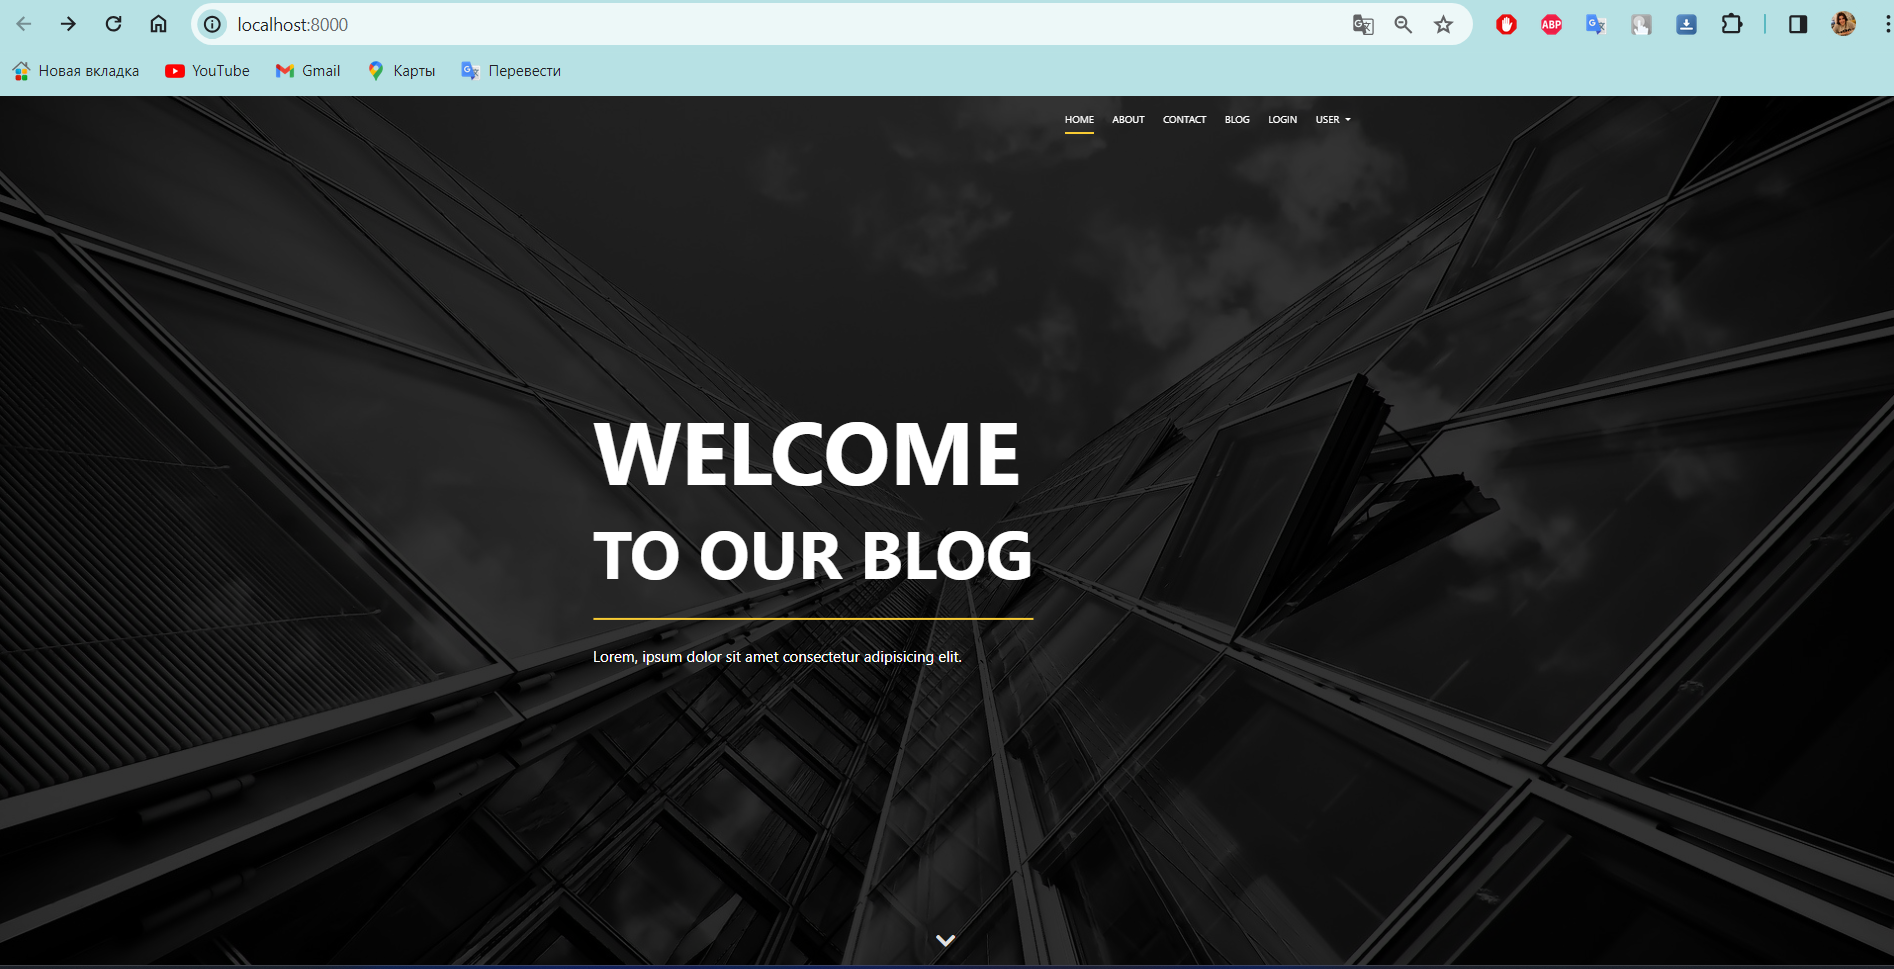 localhost:8000
ABP
Новая вкладка YouTube Gmail Карты Перевести
HOME ABOUT CONTACT BLOG LOGIN USER
WELCOME
TO OUR BLOG
Lorem, ipsum dolor sit amet consectetur adipisicing elit.